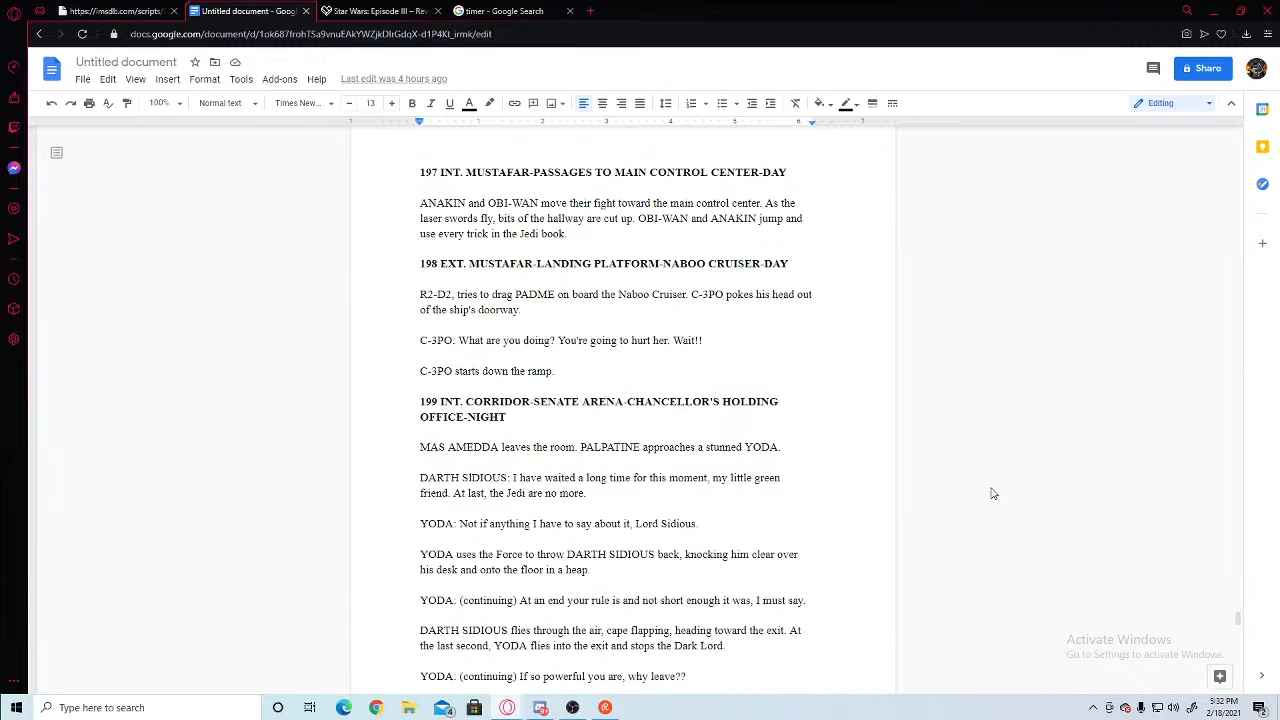 https://imsdb.com/scripts/S
Untitled document - Googl
Star Wars: Episode III – Rev
timer - Google Search
docs.google.com/document/d/1ok687frohTSa9vnuEAkYWZjkDIrGdqX-d1P4Kt_irmk/edit
Untitled document
File Edit View Insert Format Tools Add-ons Help Last edit was 4 hours ago
Share
100% Normal text Times New... 13 Editing
1 1 2 3 4 5 6 7
197 INT. MUSTAFAR-PASSAGES TO MAIN CONTROL CENTER-DAY
ANAKIN and OBI-WAN move their fight toward the main control center. As the
laser swords fly, bits of the hallway are cut up. OBI-WAN and ANAKIN jump and
use every trick in the Jedi book.
198 EXT. MUSTAFAR-LANDING PLATFORM-NABOO CRUISER-DAY
R2-D2, tries to drag PADME on board the Naboo Cruiser. C-3PO pokes his head out
of the ship's doorway.
C-3PO: What are you doing? You're going to hurt her. Wait!!
C-3PO starts down the ramp.
199 INT. CORRIDOR-SENATE ARENA-CHANCELLOR'S HOLDING
OFFICE-NIGHT
MAS AMEDDA leaves the room. PALPATINE approaches a stunned YODA.
DARTH SIDIOUS: I have waited a long time for this moment, my little green
friend. At last, the Jedi are no more.
YODA: Not if anything I have to say about it, Lord Sidious.
YODA uses the Force to throw DARTH SIDIOUS back, knocking him clear over
his desk and onto the floor in a heap.
YODA: (continuing) At an end your rule is and not short enough it was, I must say.
DARTH SIDIOUS flies through the air, cape flapping, heading toward the exit. At
the last second, YODA flies into the exit and stops the Dark Lord.
YODA: (continuing) If so powerful you are, why leave??
Activate Windows
Go to Settings to activate Windows.
Type here to search
5:32 PM
2/18/2021